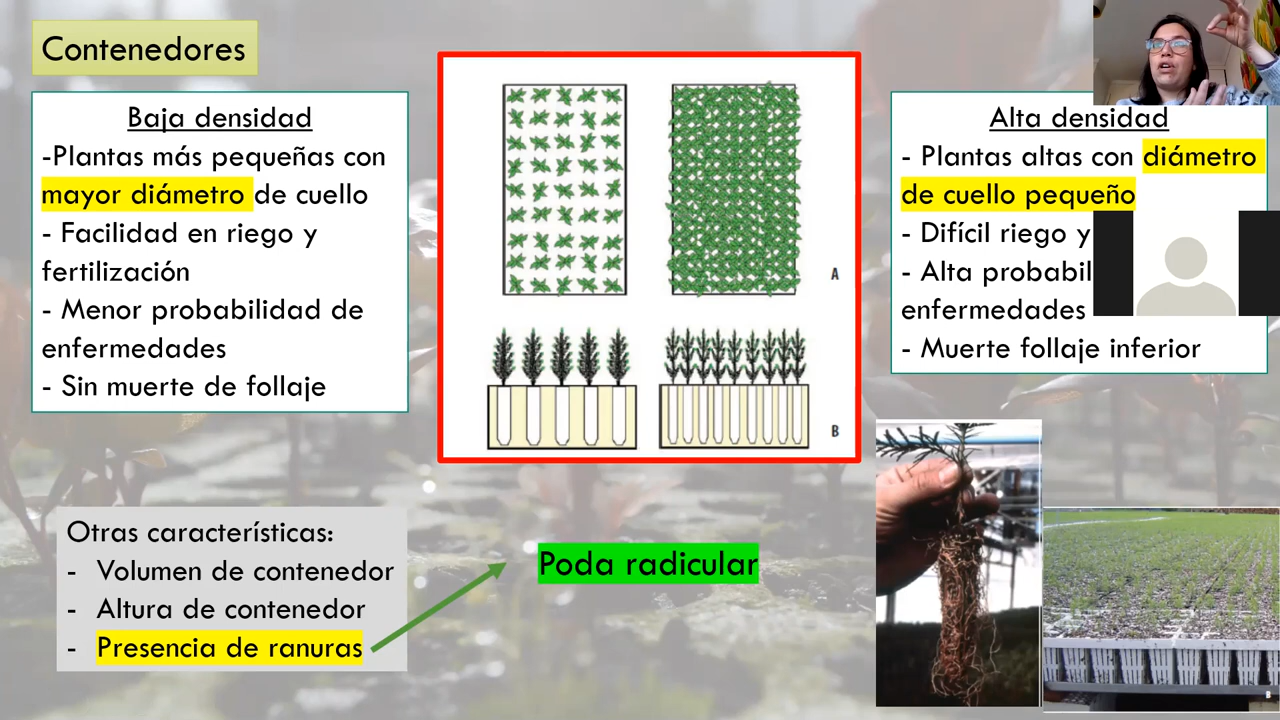 Contenedores
Baja densidad
-Plantas más pequeñas con
mayor diámetro de cuello
- Facilidad en riego y
fertilización
- Menor probabilidad de
enfermedades
- Sin muerte de follaje
A
B
Alta densidad
- Plantas altas con diámetro
de cuello pequeño
- Difícil riego y
- Alta
enfermedades
- Muerte follaje inferior
Otras características:
- Volumen de contenedor
- Altura de contenedor
- Presencia de ranuras
Poda radicular
B